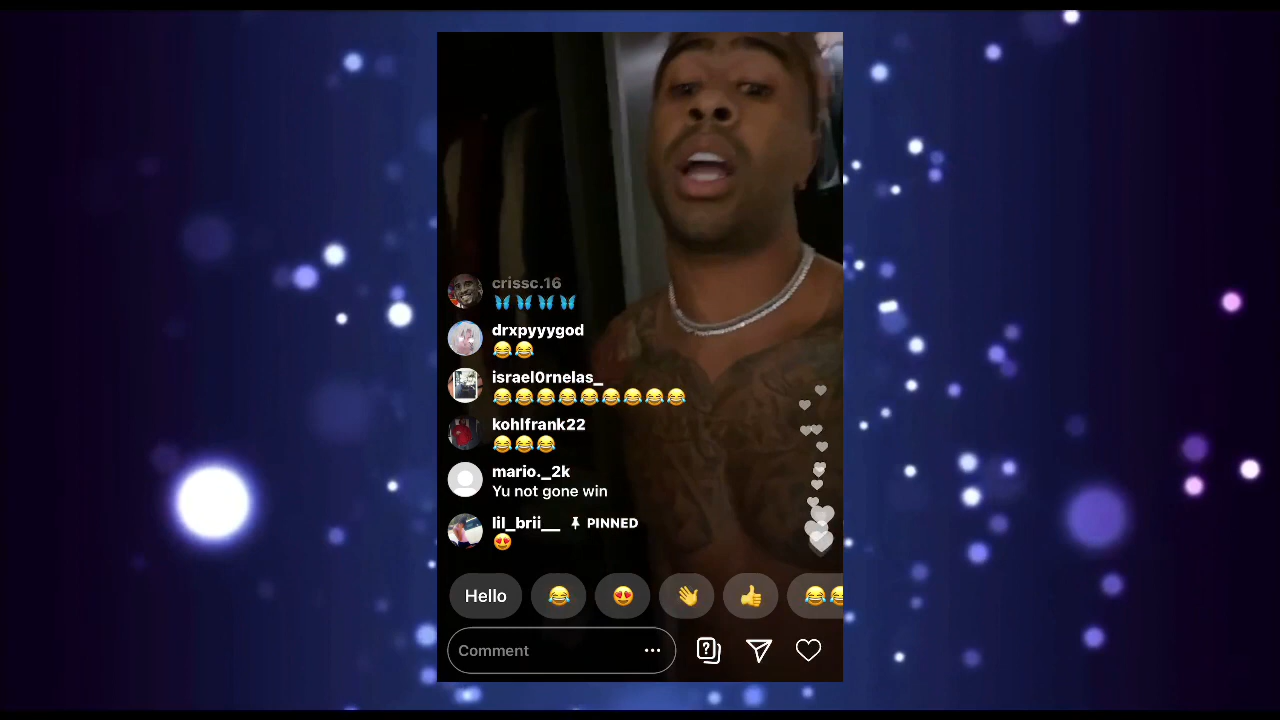 crissc.16
🦋🦋🦋🦋
drxpyyygod
😂😂
israel0rnelas_
😂😂😂😂😂😂😂😂😂
kohlfrank22
😂😂😂
mario._2k
Yu not gone win
lil_brii__ PINNED
😍
Hello 😂 😍 👋 👍 😂😂
Comment